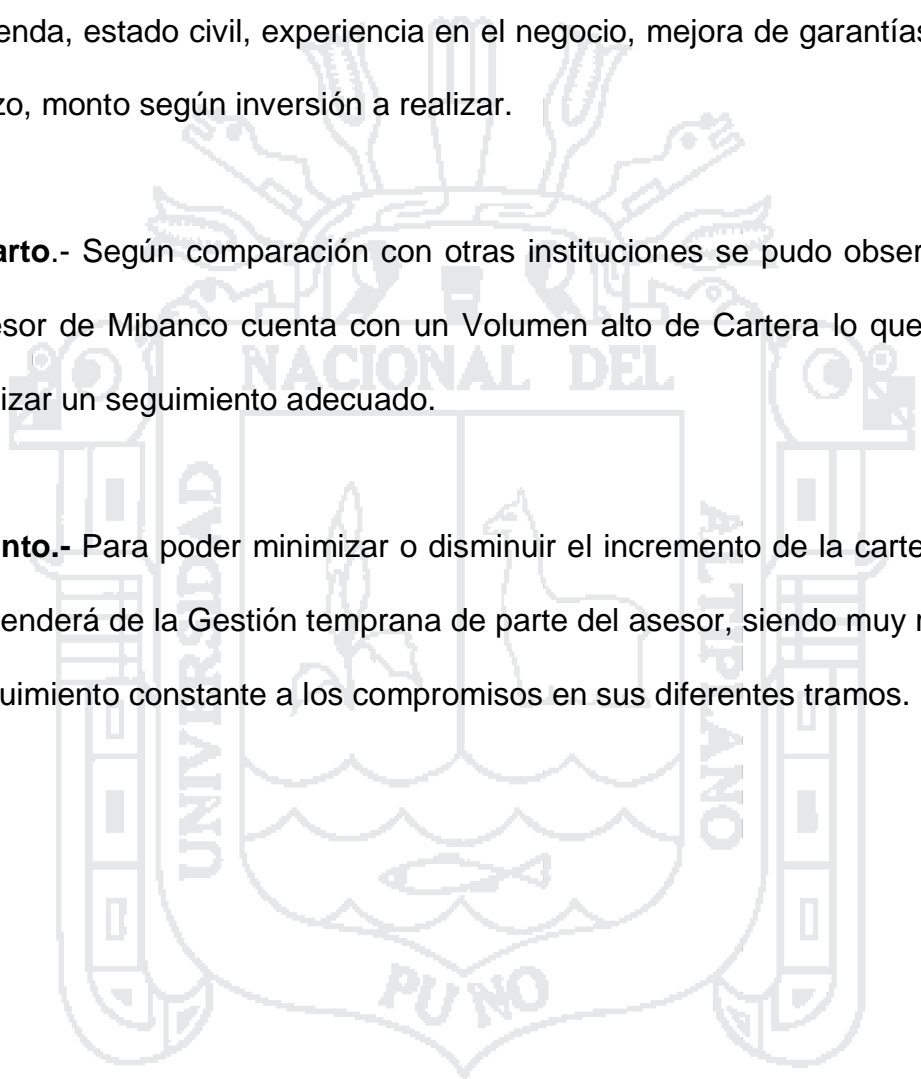 enda, estado civil, experiencia en el negocio, mejora de garantías
zo, monto según inversión a realizar.
arto.- Según comparación con otras instituciones se pudo obser
esor de Mibanco cuenta con un Volumen alto de Cartera lo que
lizar un seguimiento adecuado.
nto.- Para poder minimizar o disminuir el incremento de la carte
enderá de la Gestión temprana de parte del asesor, siendo muy
uimiento constante a los compromisos en sus diferentes tramos.
NACIONAL DEL
UNIVERSIDAD
ALTIPLANO
PUNO